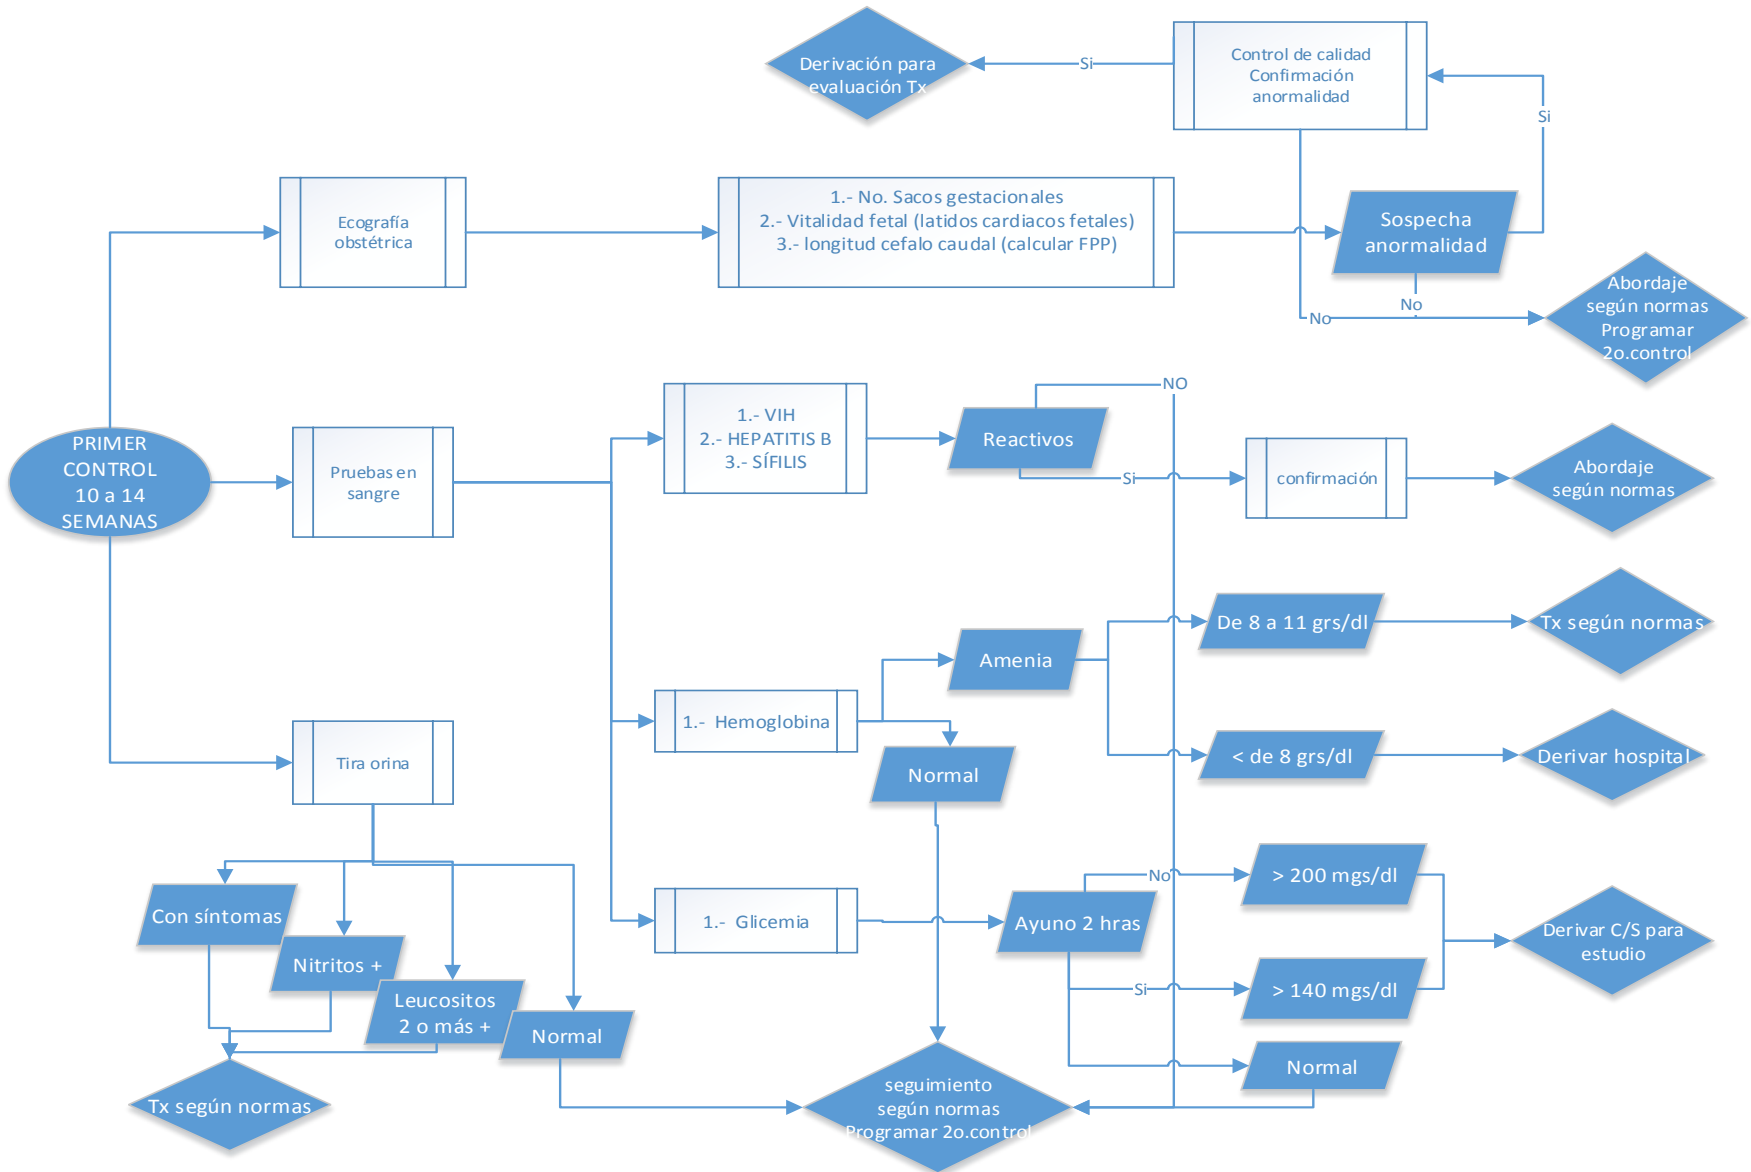 Derivación para
evaluación Tx
Si
Control de calidad
Confirmación
anormalidad
Si
Ecografía
obstétrica
1.- No. Sacos gestacionales
2.- Vitalidad fetal (latidos cardiacos fetales)
3.- longitud cefalo caudal (calcular FPP)
Sospecha
anormalidad
No
No
Abordaje
según normas
Programar
2o.control
PRIMER
CONTROL
10 a 14
SEMANAS
Pruebas en
sangre
1.- VIH
2.- HEPATITIS B
3.- SÍFILIS
NO
Reactivos
Si
confirmación
Abordaje
según normas
1.- Hemoglobina
Amenia
De 8 a 11 grs/dl
Tx según normas
< de 8 grs/dl
Derivar hospital
Normal
Tira orina
1.- Glicemia
Ayuno 2 hras
No
> 200 mgs/dl
Si
> 140 mgs/dl
Derivar C/S para
estudio
Normal
Con síntomas
Nitritos +
Leucositos
2 o más +
Normal
Tx según normas
seguimiento
según normas
Programar 2o.control